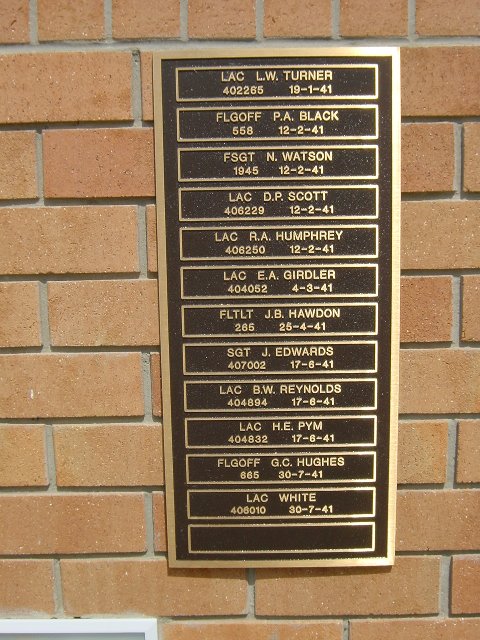 LAC L.W. TURNER
402265 19-1-41
FLGOFF P.A. BLACK
558 12-2-41
FSGT N. WATSON
1945 12-2-41
LAC D.P. SCOTT
406229 12-2-41
LAC R.A. HUMPHREY
406250 12-2-41
LAC E.A. GIRDLER
404052 4-3-41
FLTLT J.B. HAWDON
265 25-4-41
SGT J. EDWARDS
407002 17-6-41
LAC B.W. REYNOLDS
404894 17-6-41
LAC H.E. PYM
404832 17-6-41
FLGOFF G.C. HUGHES
665 30-7-41
LAC WHITE
406010 30-7-41